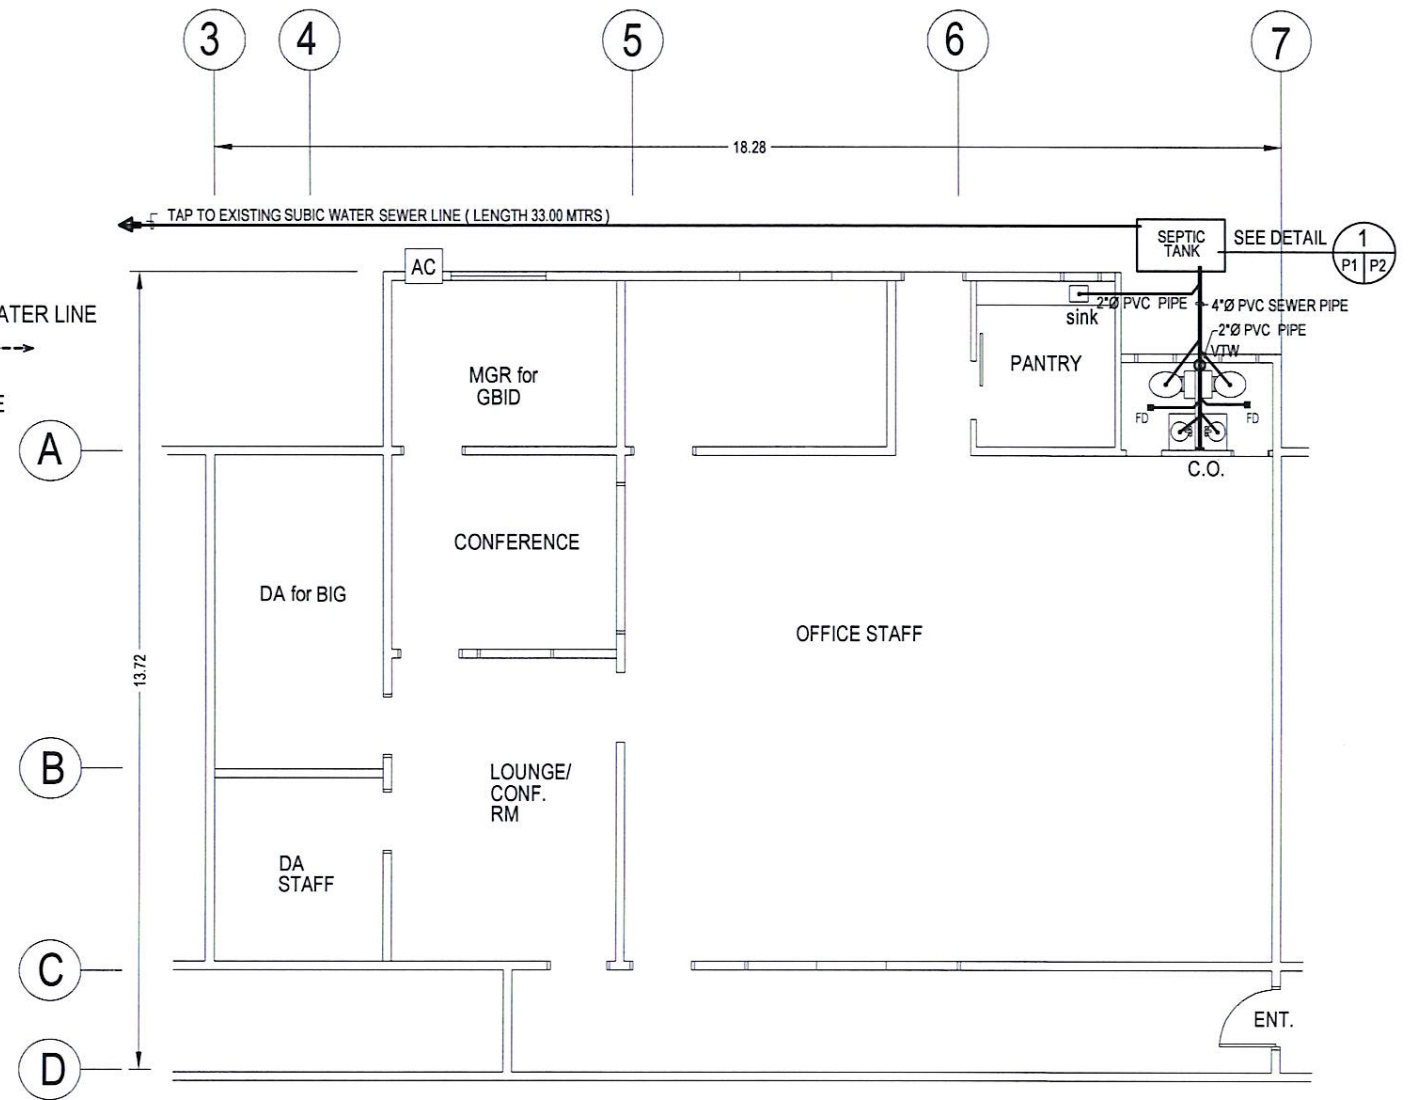 3 4 5 6 7
18.28
TAP TO EXISTING SUBIC WATER SEWER LINE ( LENGTH 33.00 MTRS )
SEPTIC
TANK
SEE DETAIL
1
P1 P2
AC
ATER LINE
2"Ø PVC PIPE
4"Ø PVC SEWER PIPE
sink
2"Ø PVC PIPE
VTW
PANTRY
MGR for
GBID
E
FD
FD
A
C.O.
CONFERENCE
DA for BIG
OFFICE STAFF
13.72
B
LOUNGE/
CONF.
RM
DA
STAFF
C
ENT.
D